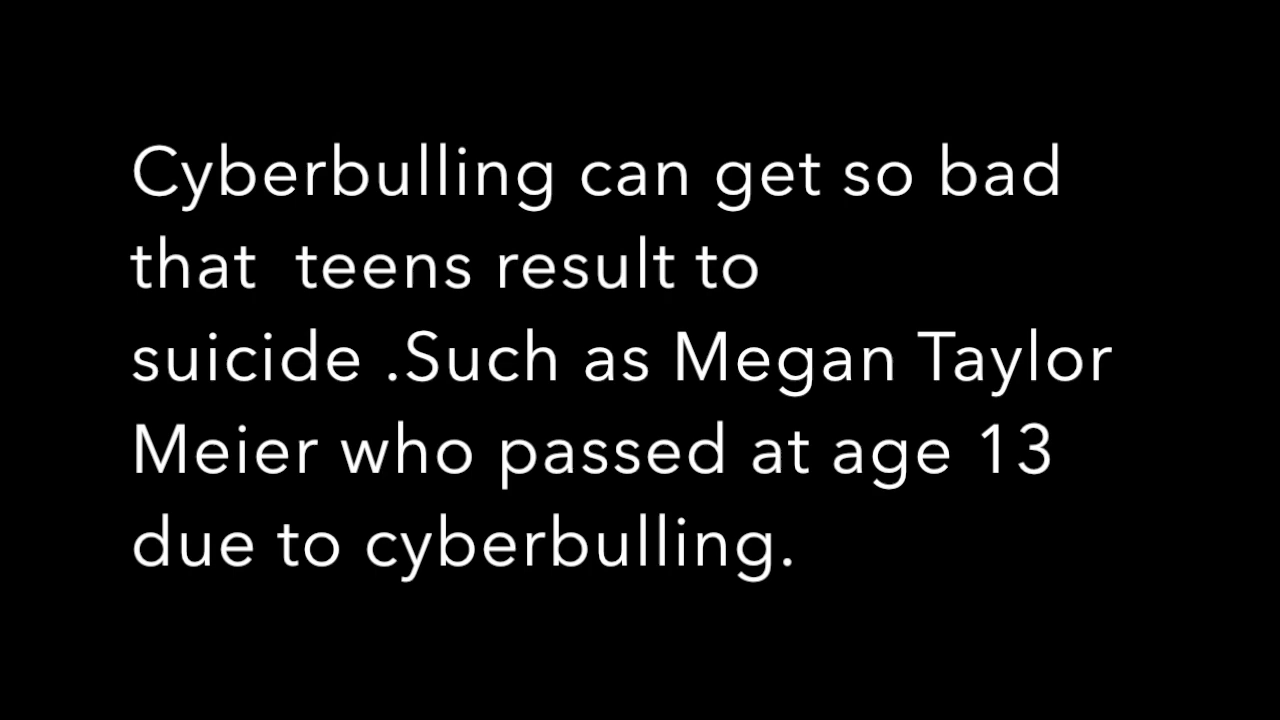 Cyberbulling can get so bad
that  teens result to
suicide .Such as Megan Taylor
Meier who passed at age 13
due to cyberbulling.